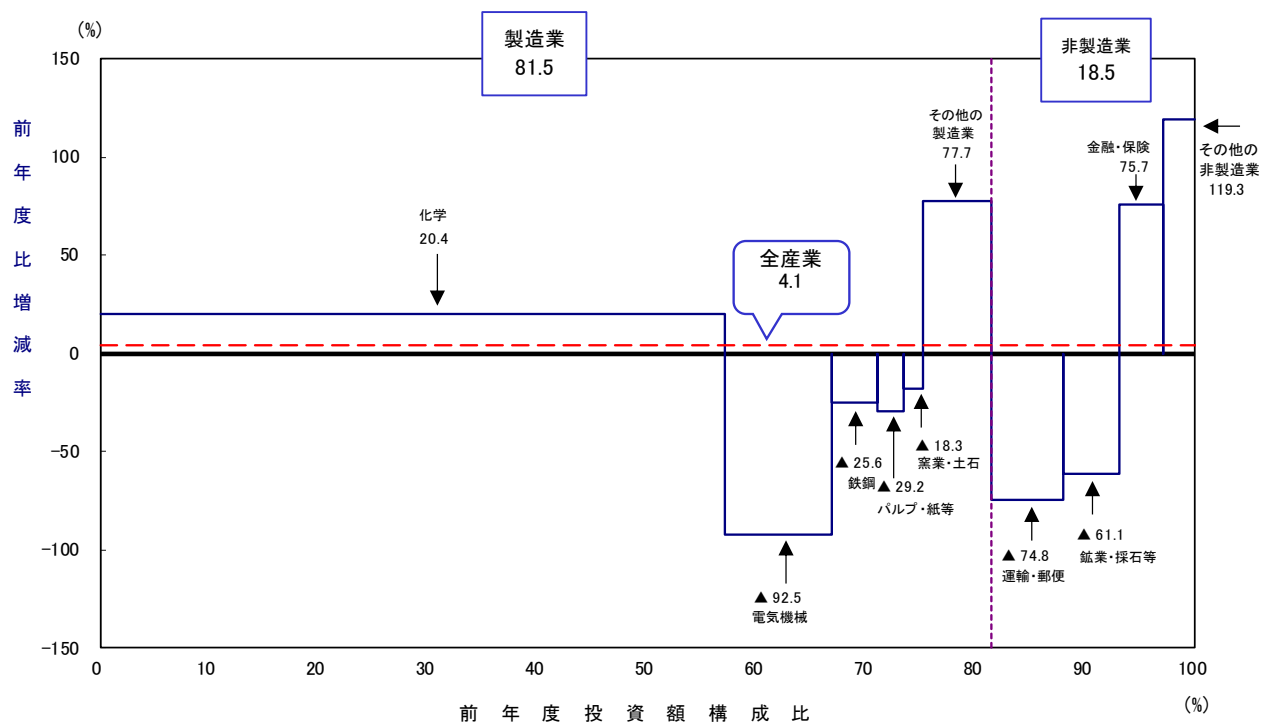 (%)
製造業
81.5
非製造業
18.5
前年度比増減率
150
100
50
0
-50
-100
-150
化学
20.4
全産業
4.1
その他の
製造業
77.7
金融・保険
75.7
その他の
非製造業
119.3
▲ 92.5
電気機械
▲ 25.6
鉄鋼
▲ 29.2
パルプ・紙等
▲ 18.3
窯業・土石
▲ 74.8
運輸・郵便
▲ 61.1
鉱業・採石等
0 10 20 30 40 50 60 70 80 90 100
(%)
前年度投資額構成比